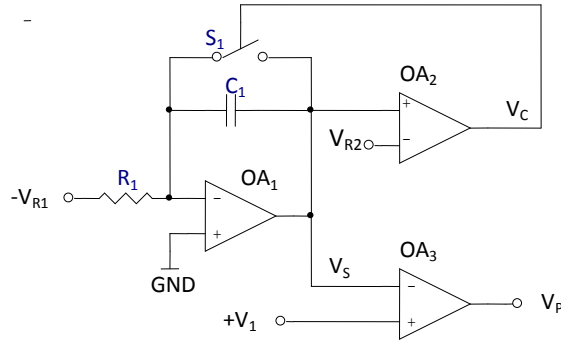 S1
OA2
C1
+
VC
VR2
−
R1
OA1
-VR1
−
+
OA3
GND
VS
−
VP
+V1
+